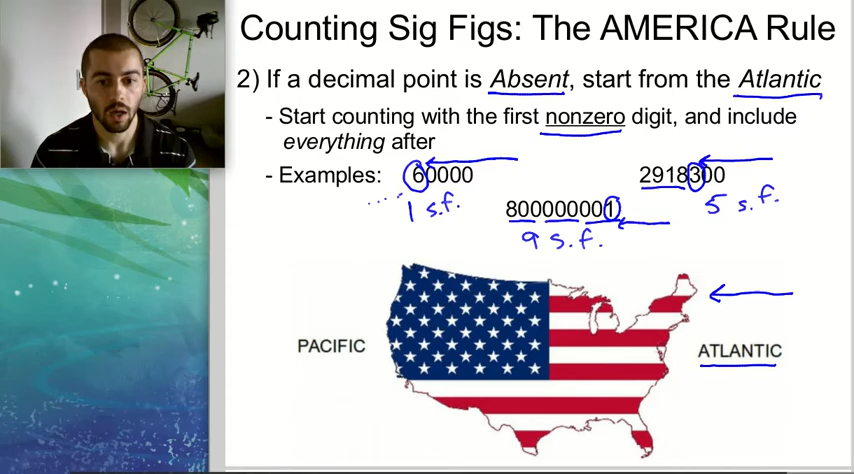 Counting Sig Figs: The AMERICA Rule
2) If a decimal point is Absent, start from the Atlantic
- Start counting with the first nonzero digit, and include
everything after
- Examples: 60000 2918300
1 s.f. 800000001 5 s.f.
9 s.f.
PACIFIC
ATLANTIC